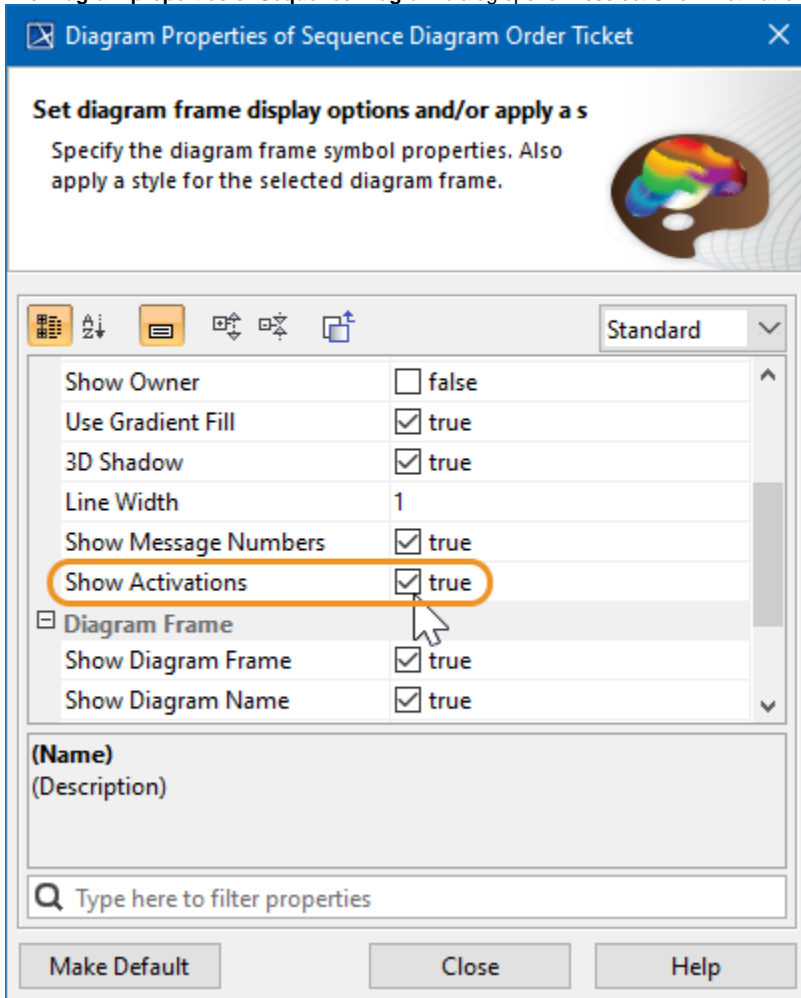 Diagram Properties of Sequence Diagram Order Ticket
Set diagram frame display options and/or apply a s
Specify the diagram frame symbol properties. Also
apply a style for the selected diagram frame.
Standard
Show Owner false
Use Gradient Fill true
3D Shadow true
Line Width 1
Show Message Numbers true
Show Activations true
Diagram Frame
Show Diagram Frame true
Show Diagram Name true
(Name)
(Description)
Type here to filter properties
Make Default Close Help